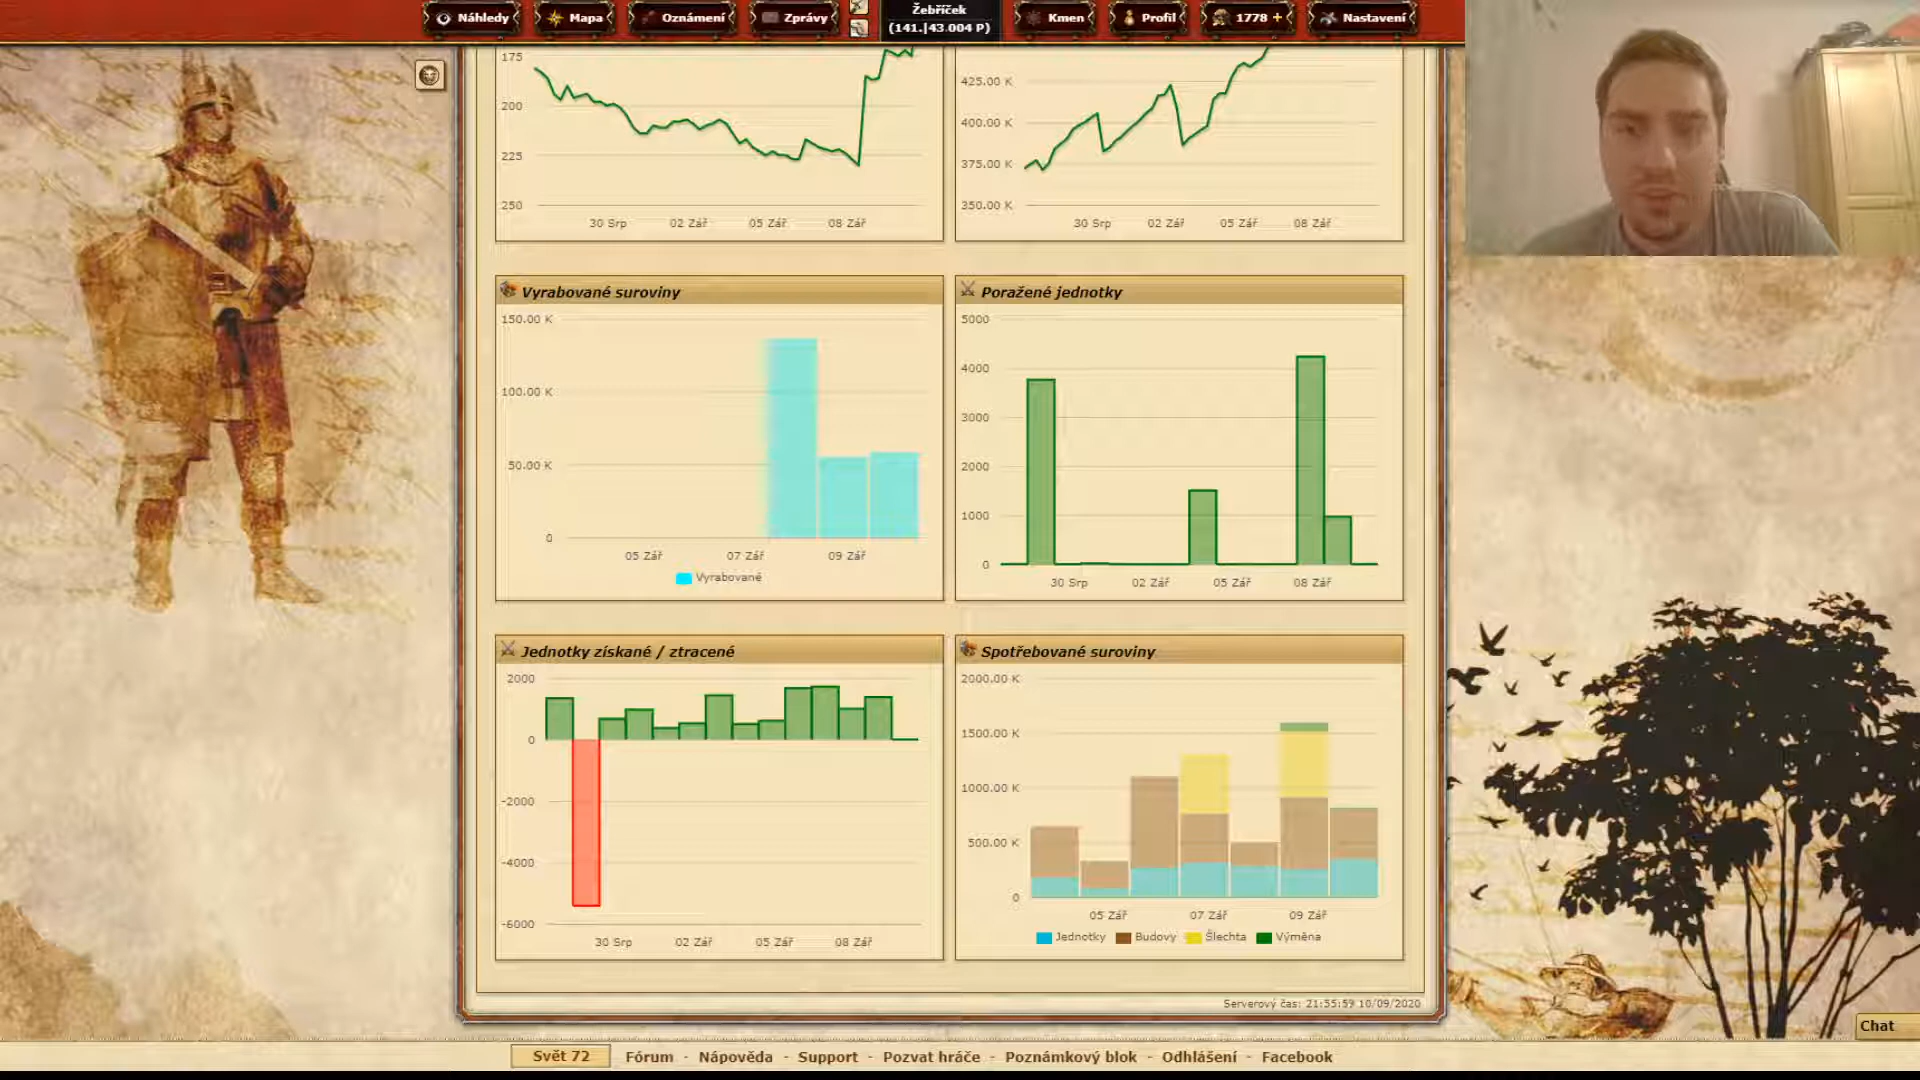 Náhledy
Mapa
Oznámení
Zprávy
Žebříček
(141.|43.004 P)
Kmen
Profil
1778 +
Nastavení
175
200
225
250
30 Srp
02 Zář
05 Zář
08 Zář
425.00 K
400.00 K
375.00 K
350.00 K
30 Srp
02 Zář
05 Zář
08 Zář
Vyrabované suroviny
150.00 K
100.00 K
50.00 K
0
05 Zář
07 Zář
09 Zář
Vyrabované
Poražené jednotky
5000
4000
3000
2000
1000
0
30 Srp
02 Zář
05 Zář
08 Zář
Jednotky získané / ztracené
2000
0
-2000
-4000
-6000
30 Srp
02 Zář
05 Zář
08 Zář
Spotřebované suroviny
2000.00 K
1500.00 K
1000.00 K
500.00 K
0
05 Zář
07 Zář
09 Zář
Jednotky
Budovy
Šlechta
Výměna
Serverový čas: 21:55:59 10/09/2020
Chat
Svět 72
Fórum - Nápověda - Support - Pozvat hráče - Poznámkový blok - Odhlášení - Facebook